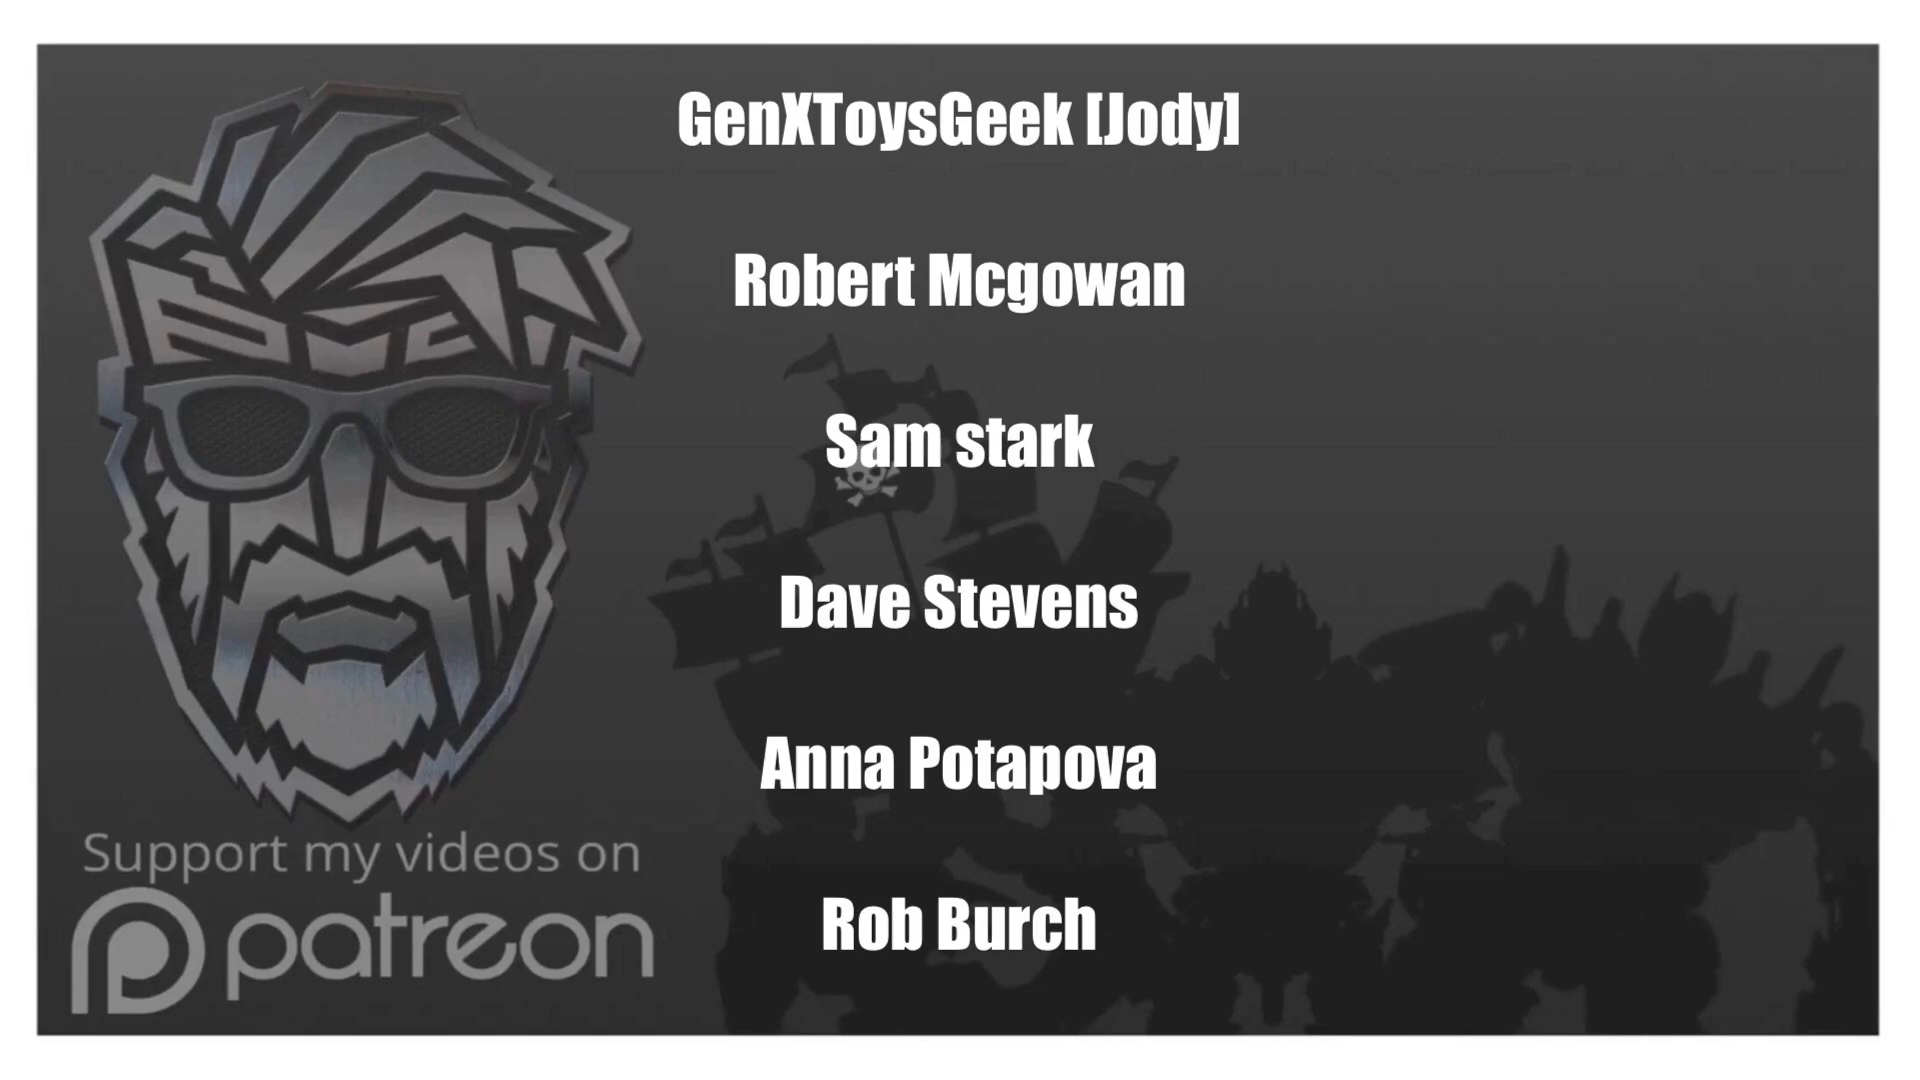 GenXToysGeek [Jody]
Robert Mcgowan
Sam stark
Dave Stevens
Anna Potapova
Rob Burch
Support my videos on
patreon